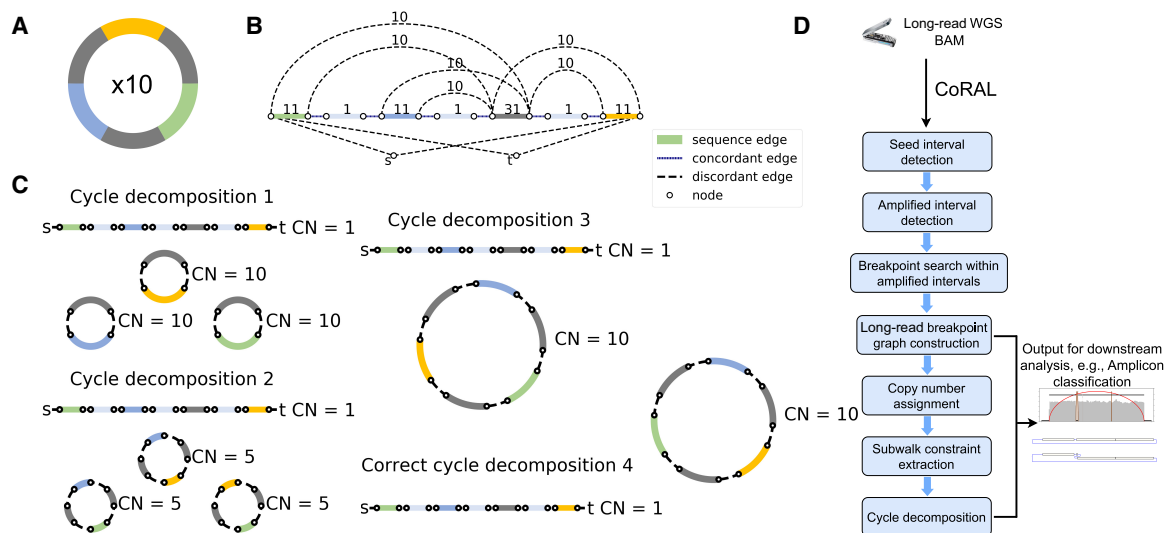 A
x10
B
10
10
10
10
10
10
11
1
11
1
31
1
11
s
t
sequence edge
concordant edge
discordant edge
node
C
Cycle decomposition 1
s
t CN = 1
CN = 10
CN = 10
CN = 10
Cycle decomposition 2
s
t CN = 1
CN = 5
CN = 5
CN = 5
Cycle decomposition 3
s
t CN = 1
CN = 10
CN = 10
Correct cycle decomposition 4
s
t CN = 1
D
Long-read WGS
BAM
CoRAL
Seed interval
detection
Amplified interval
detection
Breakpoint search within
amplified intervals
Long-read breakpoint
graph construction
Copy number
assignment
Subwalk constraint
extraction
Cycle decomposition
Output for downstream
analysis, e.g., Amplicon
classification